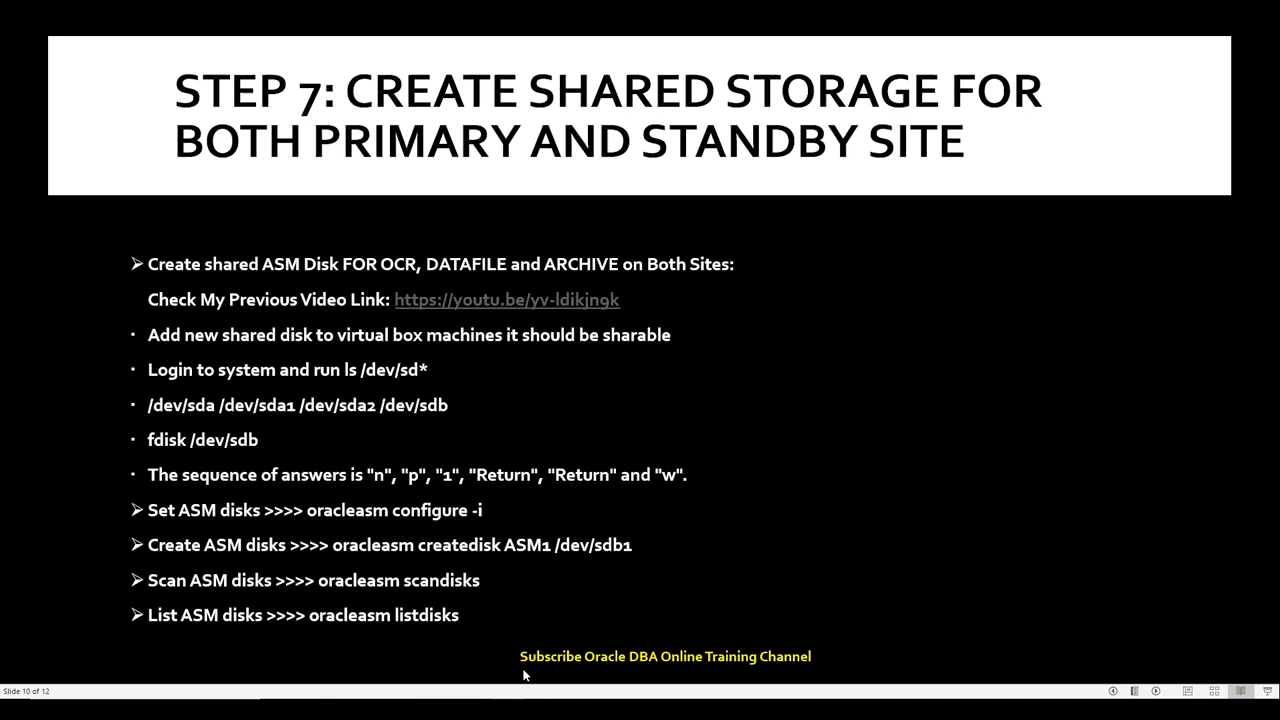 STEP 7: CREATE SHARED STORAGE FOR
BOTH PRIMARY AND STANDBY SITE
➢ Create shared ASM Disk FOR OCR, DATAFILE and ARCHIVE on Both Sites:
Check My Previous Video Link: https://youtu.be/yv-ldikjn9k
▪ Add new shared disk to virtual box machines it should be sharable
▪ Login to system and run ls /dev/sd*
▪ /dev/sda /dev/sda1 /dev/sda2 /dev/sdb
▪ fdisk /dev/sdb
▪ The sequence of answers is "n", "p", "1", "Return", "Return" and "w".
➢ Set ASM disks >>>> oracleasm configure -i
➢ Create ASM disks >>>> oracleasm createdisk ASM1 /dev/sdb1
➢ Scan ASM disks >>>> oracleasm scandisks
➢ List ASM disks >>>> oracleasm listdisks
Subscribe Oracle DBA Online Training Channel
Slide 10 of 12